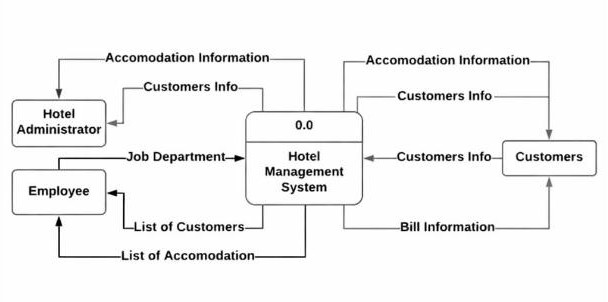 Accomodation Information
Accomodation Information
Customers Info
Customers Info
Hotel
Administrator
0.0
Job Department
Hotel
Management
System
Customers Info
Customers
Employee
List of Customers
Bill Information
List of Accomodation